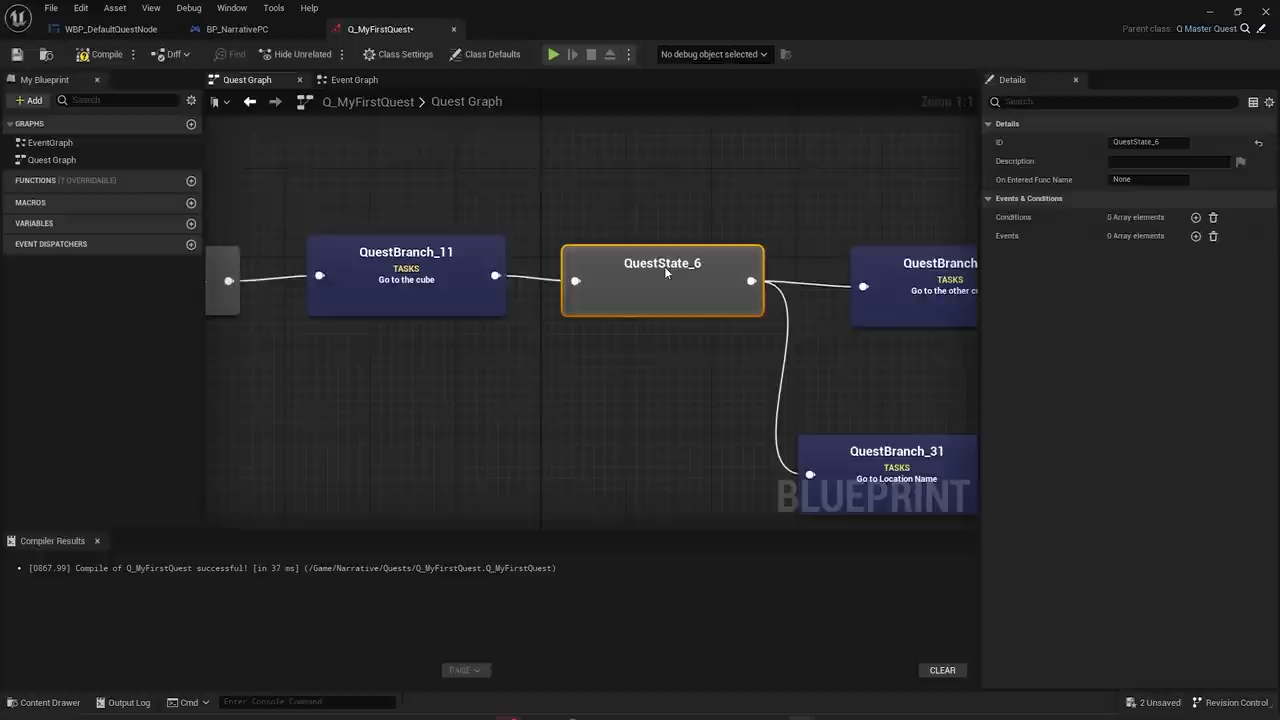 File Edit Asset View Debug Window Tools Help
WBP_DefaultQuestNode BP_NarrativePC Q_MyFirstQuest• Parent class: Q Master Quest
Compile Diff Find Hide Unrelated Class Settings Class Defaults No debug object selected
My Blueprint Quest Graph Event Graph Details
Add Search Q_MyFirstQuest > Quest Graph Zoom 1:1 Search
GRAPHS
EventGraph
Quest Graph
FUNCTIONS (7 OVERRIDABLE)
MACROS
VARIABLES
EVENT DISPATCHERS
QuestBranch_11
TASKS
Go to the cube
QuestState_6
QuestBranch
TASKS
Go to the other cu
QuestBranch_31
TASKS
Go to Location Name
BLUEPRINT
Details
ID QuestState_6
Description
On Entered Func Name None
Events & Conditions
Conditions 0 Array elements
Events 0 Array elements
Compiler Results
• [0867.99] Compile of Q_MyFirstQuest successful! [in 37 ms] (/Game/Narrative/Quests/Q_MyFirstQuest.Q_MyFirstQuest)
PAGE CLEAR
Content Drawer Output Log Cmd Enter Console Command 2 Unsaved Revision Control